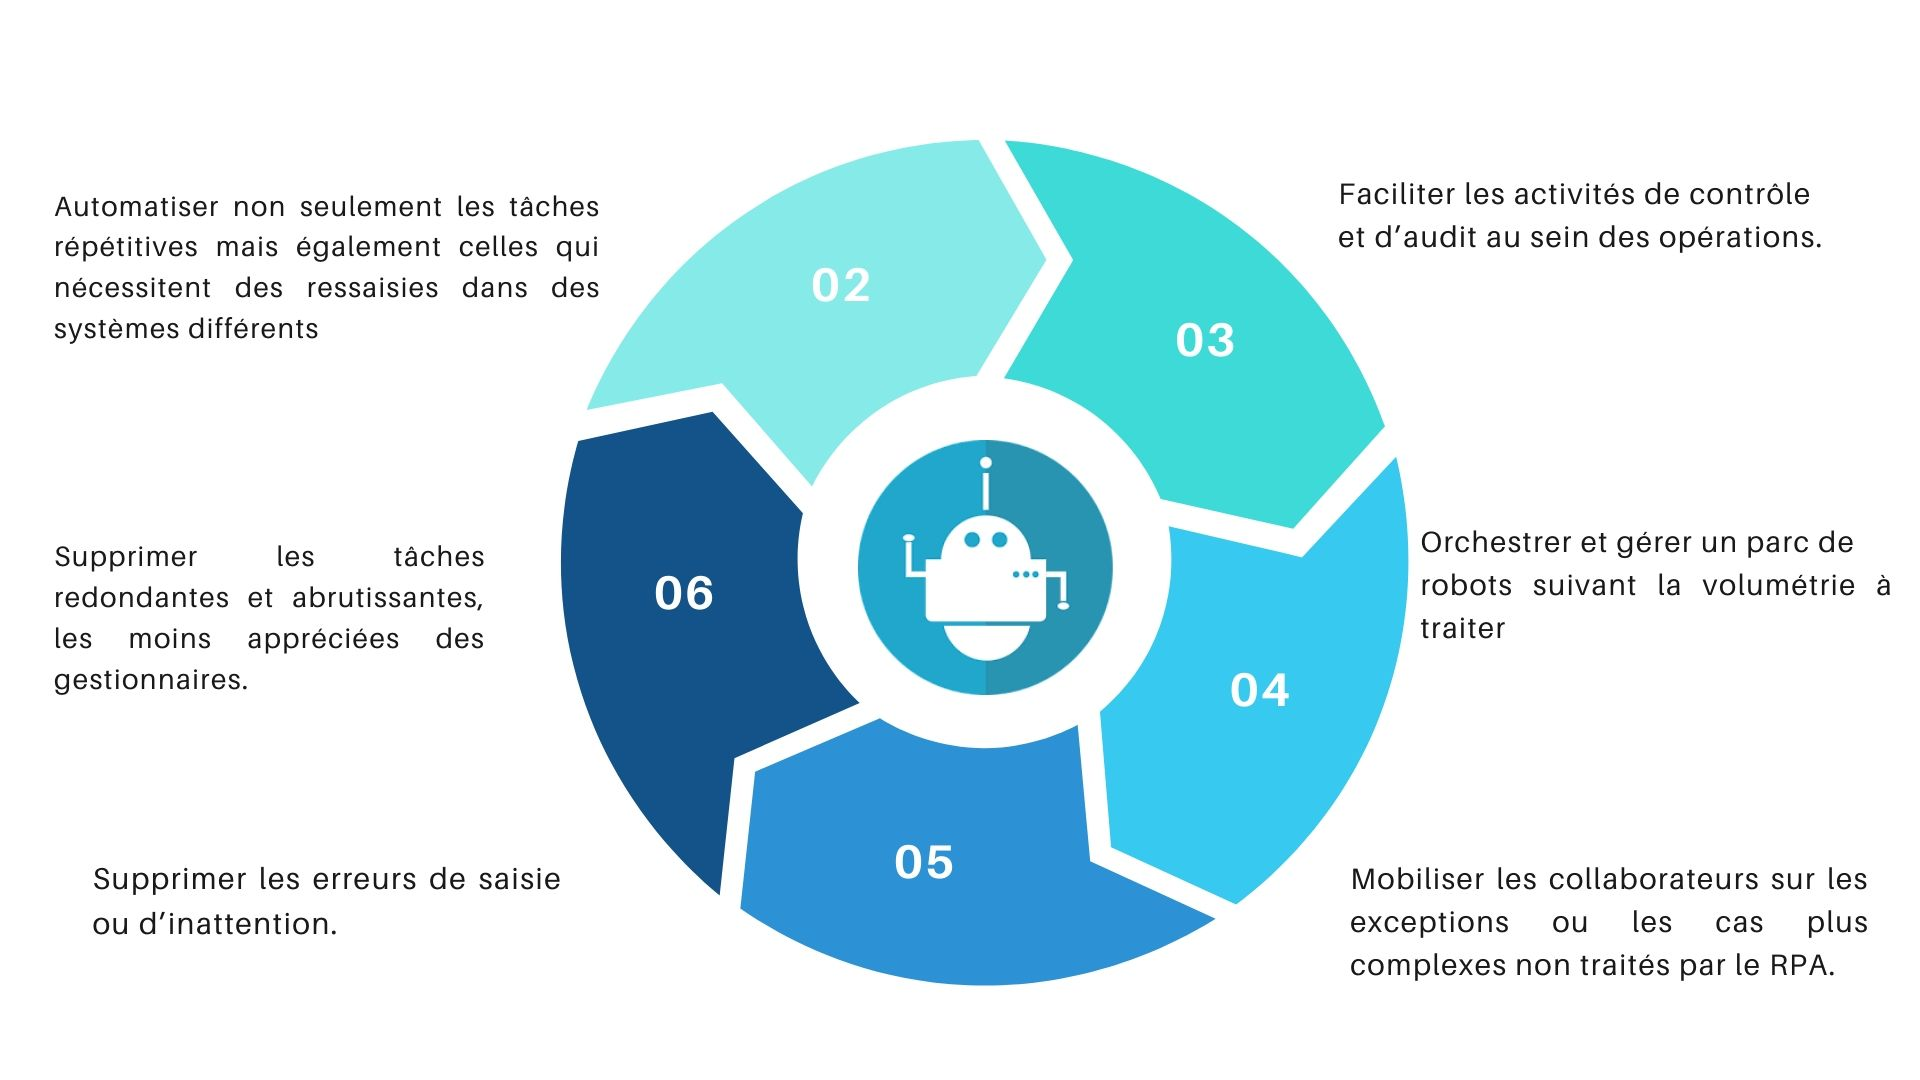 Automatiser non seulement les tâches
répétitives mais également celles qui
nécessitent des ressaisies dans des
systèmes différents
Faciliter les activités de contrôle
et d’audit au sein des opérations.
02
03
Supprimer les tâches
redondantes et abrutissantes,
les moins appréciées des
gestionnaires.
06
Orchestrer et gérer un parc de
robots suivant la volumétrie à
traiter
04
05
Supprimer les erreurs de saisie
ou d’inattention.
Mobiliser les collaborateurs sur les
exceptions ou les cas plus
complexes non traités par le RPA.